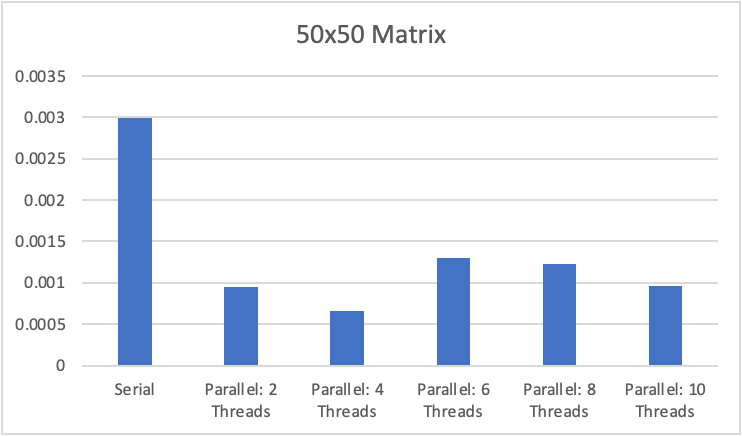 50x50 Matrix
0.0035
0.003
0.0025
0.002
0.0015
0.001
0.0005
0
Serial
Parallel: 2
Threads
Parallel: 4
Threads
Parallel: 6
Threads
Parallel: 8
Threads
Parallel: 10
Threads